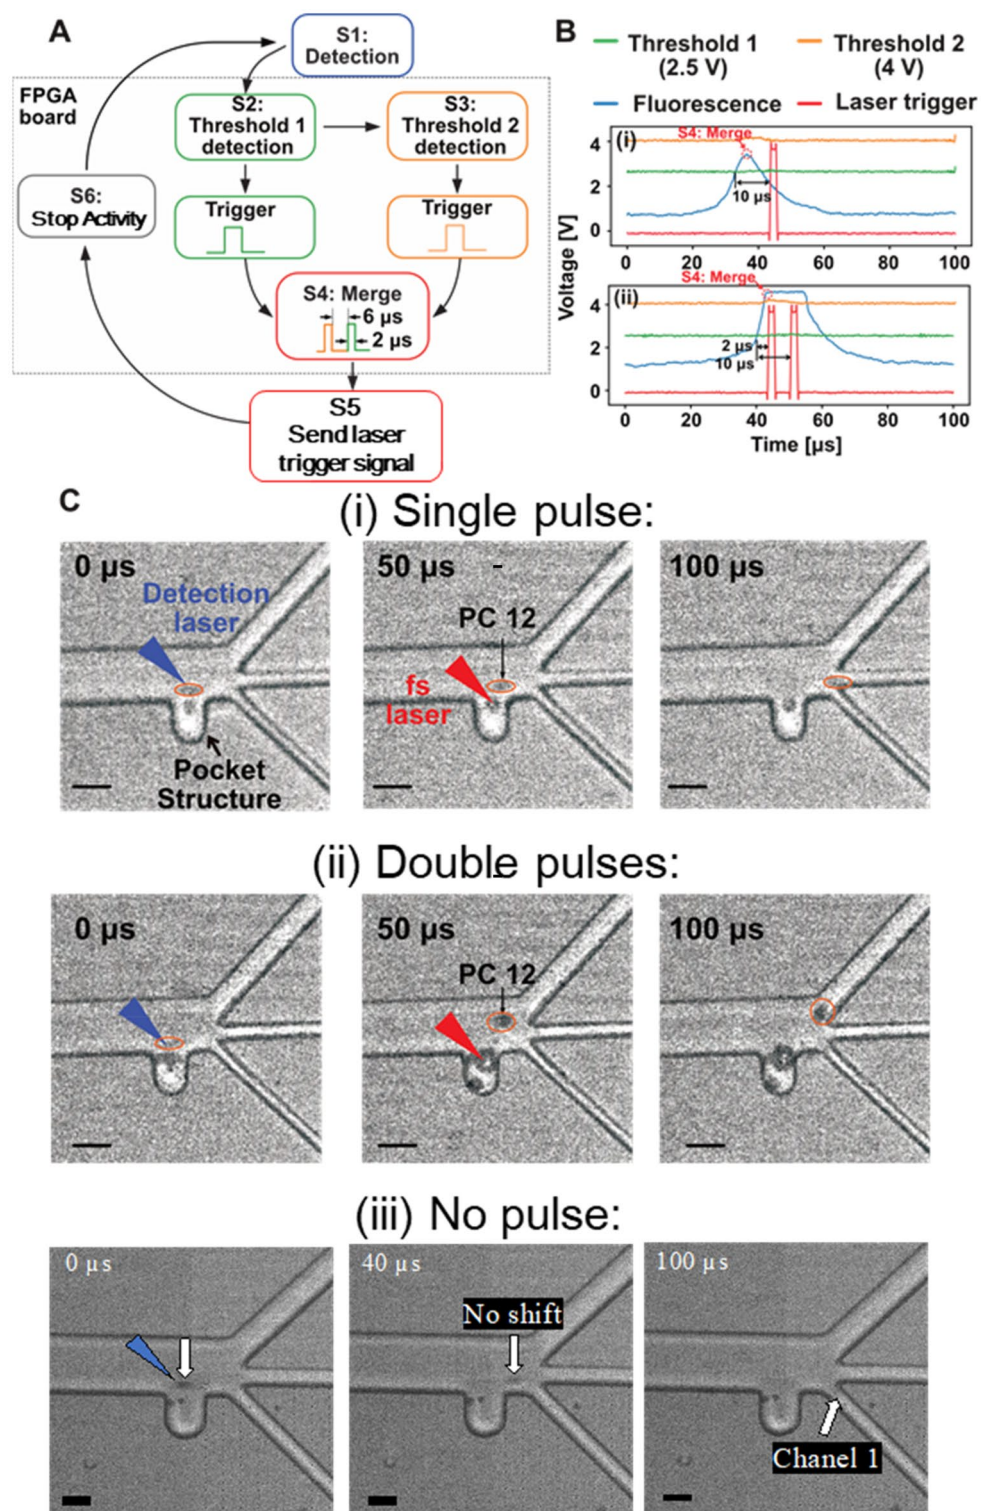 A
S1:
Detection
FPGA
board
S2:
Threshold 1
detection
S3:
Threshold 2
detection
S6:
Stop Activity
Trigger
Trigger
S4: Merge
6 μs
2 μs
S5
Send laser
trigger signal
B
Threshold 1
(2.5 V)
Threshold 2
(4 V)
Fluorescence
Laser trigger
S4: Merge
(i)
4
2
0
10 μs
0 20 40 60 80 100
S4: Merge
(ii)
4
2
0
2 μs
10 μs
0 20 40 60 80 100
Voltage [V]
Time [μs]
C
(i) Single pulse:
0 μs
Detection
laser
Pocket
Structure
50 μs
PC 12
fs
laser
100 μs
(ii) Double pulses:
0 μs
50 μs
PC 12
100 μs
(iii) No pulse:
0 μs
40 μs
No shift
100 μs
Chanel 1